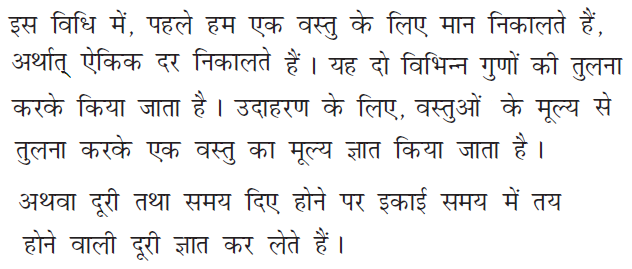 इस विधि में, पहले हम एक वस्तु के लिए मान निकालते हैं,
अर्थात् ऐकिक दर निकालते हैं । यह दो विभिन्न गुणों की तुलना
करके किया जाता है । उदाहरण के लिए, वस्तुओं के मूल्य से
तुलना करके एक वस्तु का मूल्य ज्ञात किया जाता है ।
अथवा दूरी तथा समय दिए होने पर इकाई समय में तय
होने वाली दूरी ज्ञात कर लेते हैं ।